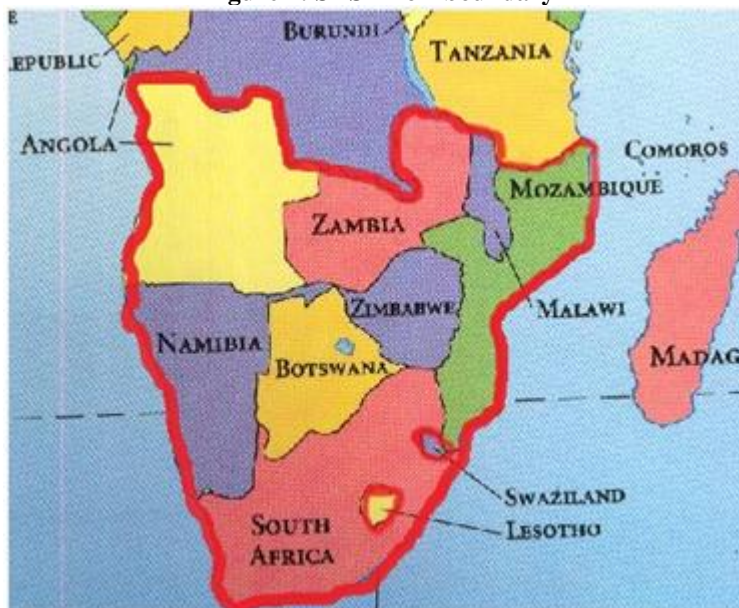 BURUNDI
TANZANIA
EPUBLIC
ANGOLA
COMOROS
MOZAMBIQUE
ZAMBIA
MALAWI
ZIMBABWE
NAMIBIA
BOTSWANA
MADAG
SWAZILAND
LESOTHO
SOUTH
AFRICA